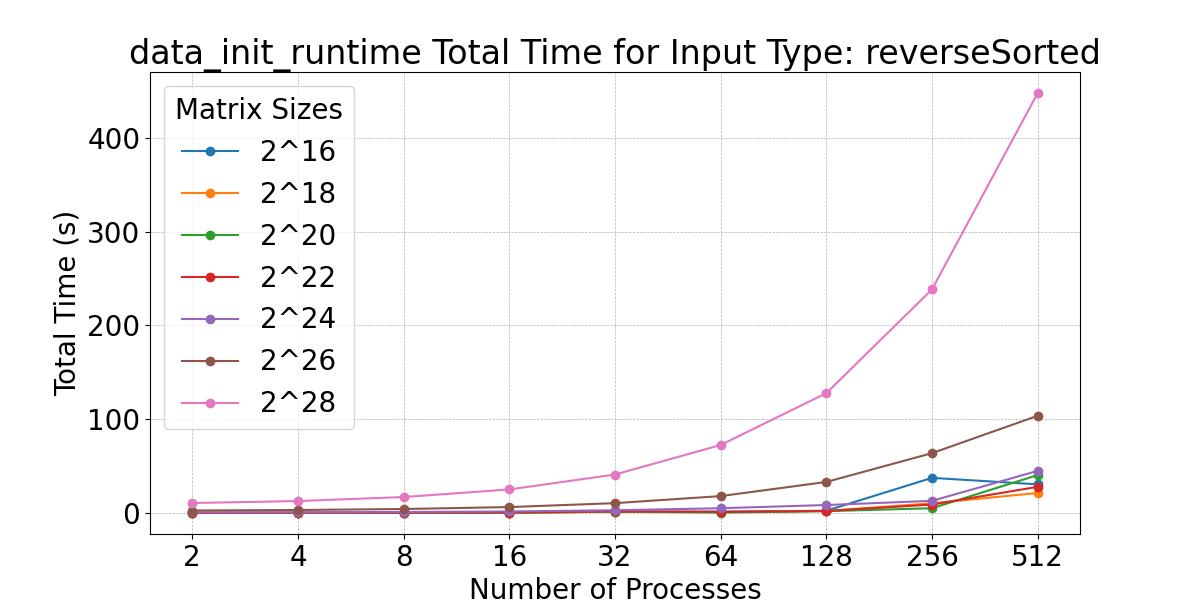 data_init_runtime Total Time for Input Type: reverseSorted
Total Time (s)
400
300
200
100
0
Matrix Sizes
2^16
2^18
2^20
2^22
2^24
2^26
2^28
2 4 8 16 32 64 128 256 512
Number of Processes